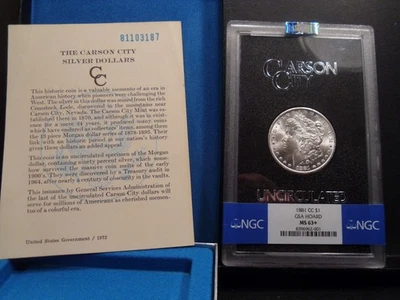 81103187
THE CARSON CITY
SILVER DOLLARS
CC
This historic coin is a valuable memento of an era in
American history when pioneers were challenging the
West. The silver in this dollar was mined from the rich
Comstock Lode, discovered in the mountains near
Carson City, Nevada. The Carson City Mint was es-
tablished there in 1870, and although it was in exist-
ence for a mere 24 years, it produced many coins
which have endured as collectors' items, among them
the 13 piece Morgan dollar series of 1878-1893. Their
link with an historic period in our nation's history
gives these dollars an added appeal.
This coin is an uncirculated specimen of the Morgan
dollar, containing ninety percent silver, which some-
how survived the massive coin melts of the early
1900's. They were discovered by a Treasury audit in
1964, after nearly a century of obscurity in the vaults.
This issuance by General Services Administration of
the last of the uncirculated Carson City dollars will
serve for millions of Americans as cherished memen-
tos of a colorful era.
United States Government / 1972
CARSON
CITY
1881
UNCIRCULATED
NGC
1881 CC $1
GSA HOARD
MS 63+
NGC